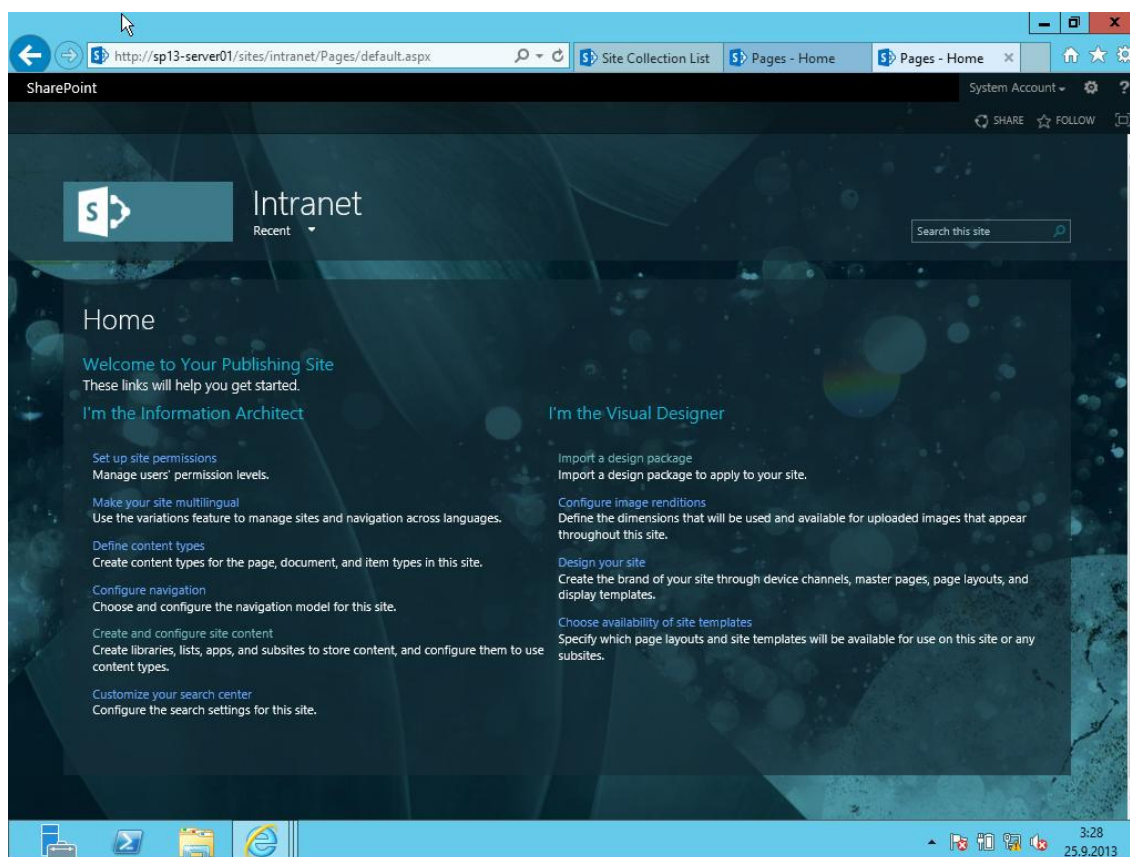 http://sp13-server01/sites/intranet/Pages/default.aspx
Site Collection List
Pages - Home
Pages - Home
SharePoint
System Account
SHARE
FOLLOW
S
Intranet
Recent
Search this site
Home
Welcome to Your Publishing Site
These links will help you get started.
I'm the Information Architect
Set up site permissions
Manage users' permission levels.
Make your site multilingual
Use the variations feature to manage sites and navigation across languages.
Define content types
Create content types for the page, document, and item types in this site.
Configure navigation
Choose and configure the navigation model for this site.
Create and configure site content
Create libraries, lists, apps, and subsites to store content, and configure them to use
content types.
Customize your search center
Configure the search settings for this site.
I'm the Visual Designer
Import a design package
Import a design package to apply to your site.
Configure image renditions
Define the dimensions that will be used and available for uploaded images that appear
throughout this site.
Design your site
Create the brand of your site through device channels, master pages, page layouts, and
display templates.
Choose availability of site templates
Specify which page layouts and site templates will be available for use on this site or any
subsites.
3:28
25.9.2013